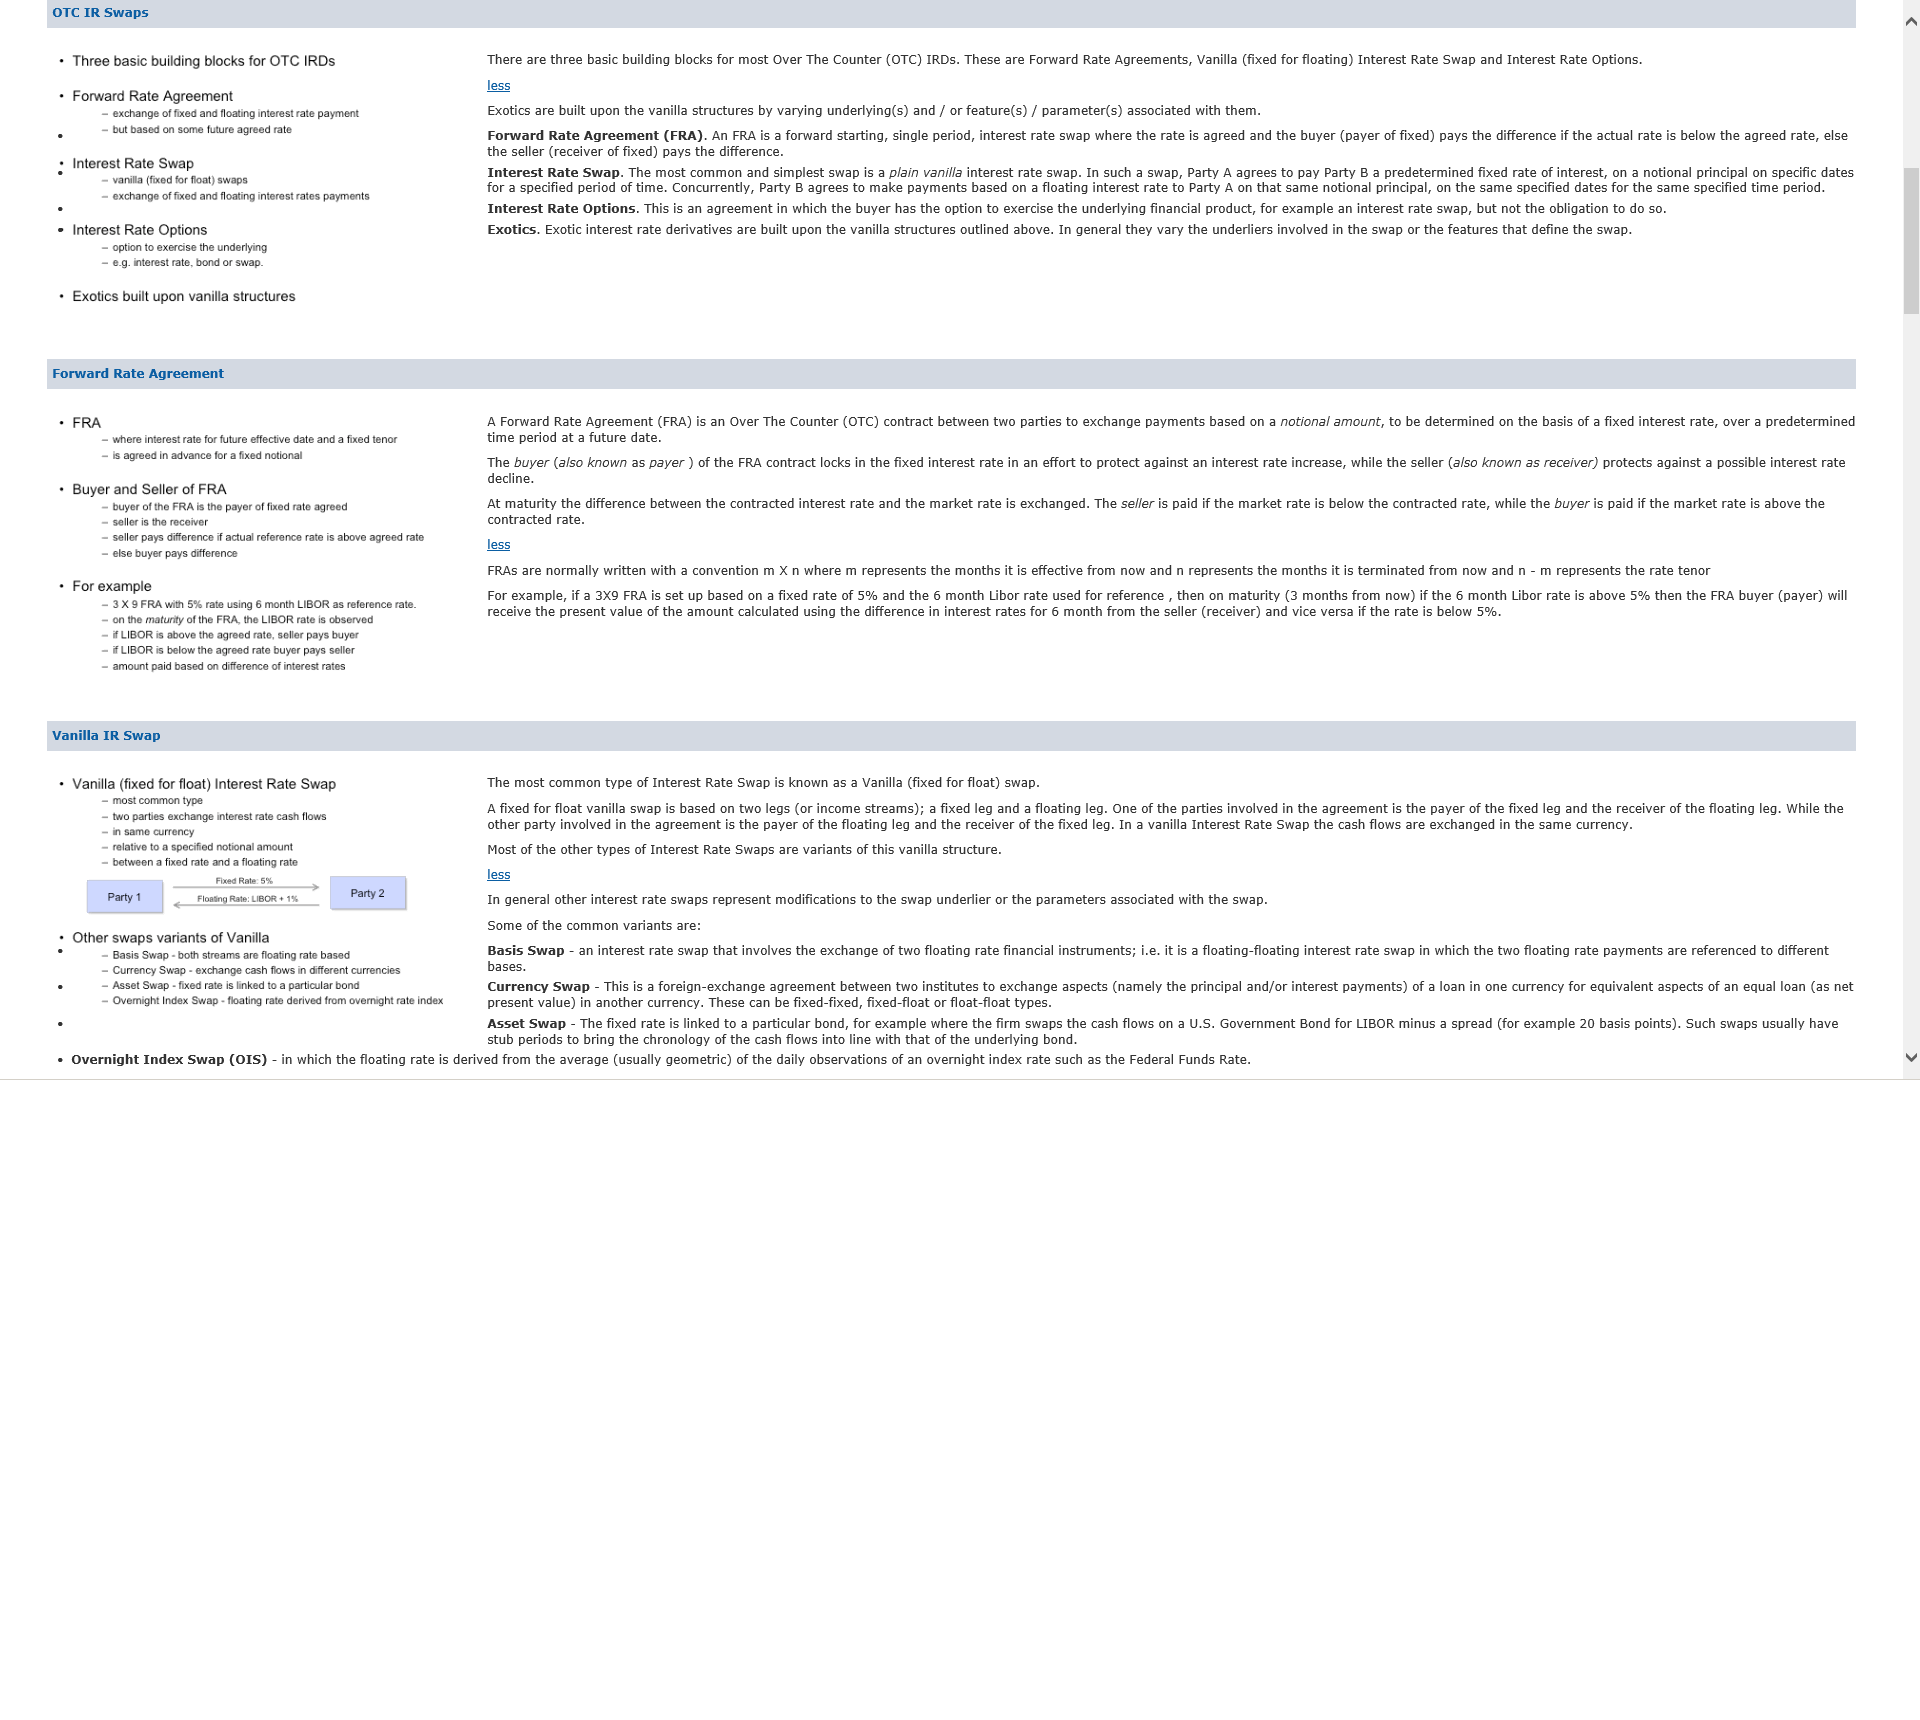 OTC IR Swaps
• Three basic building blocks for OTC IRDs
• Forward Rate Agreement
– exchange of fixed and floating interest rate payment
– but based on some future agreed rate
• Interest Rate Swap
– vanilla (fixed for float) swaps
– exchange of fixed and floating interest rates payments
• Interest Rate Options
– option to exercise the underlying
– e.g. interest rate, bond or swap.
• Exotics built upon vanilla structures
There are three basic building blocks for most Over The Counter (OTC) IRDs. These are Forward Rate Agreements, Vanilla (fixed for floating) Interest Rate Swap and Interest Rate Options.
less
Exotics are built upon the vanilla structures by varying underlying(s) and / or feature(s) / parameter(s) associated with them.
Forward Rate Agreement (FRA). An FRA is a forward starting, single period, interest rate swap where the rate is agreed and the buyer (payer of fixed) pays the difference if the actual rate is below the agreed rate, else
the seller (receiver of fixed) pays the difference.
Interest Rate Swap. The most common and simplest swap is a plain vanilla interest rate swap. In such a swap, Party A agrees to pay Party B a predetermined fixed rate of interest, on a notional principal on specific dates
for a specified period of time. Concurrently, Party B agrees to make payments based on a floating interest rate to Party A on that same notional principal, on the same specified dates for the same specified time period.
Interest Rate Options. This is an agreement in which the buyer has the option to exercise the underlying financial product, for example an interest rate swap, but not the obligation to do so.
Exotics. Exotic interest rate derivatives are built upon the vanilla structures outlined above. In general they vary the underliers involved in the swap or the features that define the swap.
Forward Rate Agreement
• FRA
– where interest rate for future effective date and a fixed tenor
– is agreed in advance for a fixed notional
• Buyer and Seller of FRA
– buyer of the FRA is the payer of fixed rate agreed
– seller is the receiver
– seller pays difference if actual reference rate is above agreed rate
– else buyer pays difference
• For example
– 3 X 9 FRA with 5% rate using 6 month LIBOR as reference rate.
– on the maturity of the FRA, the LIBOR rate is observed
– if LIBOR is above the agreed rate, seller pays buyer
– if LIBOR is below the agreed rate buyer pays seller
– amount paid based on difference of interest rates
A Forward Rate Agreement (FRA) is an Over The Counter (OTC) contract between two parties to exchange payments based on a notional amount, to be determined on the basis of a fixed interest rate, over a predetermined
time period at a future date.
The buyer (also known as payer ) of the FRA contract locks in the fixed interest rate in an effort to protect against an interest rate increase, while the seller (also known as receiver) protects against a possible interest rate
decline.
At maturity the difference between the contracted interest rate and the market rate is exchanged. The seller is paid if the market rate is below the contracted rate, while the buyer is paid if the market rate is above the
contracted rate.
less
FRAs are normally written with a convention m X n where m represents the months it is effective from now and n represents the months it is terminated from now and n - m represents the rate tenor
For example, if a 3X9 FRA is set up based on a fixed rate of 5% and the 6 month Libor rate used for reference , then on maturity (3 months from now) if the 6 month Libor rate is above 5% then the FRA buyer (payer) will
receive the present value of the amount calculated using the difference in interest rates for 6 month from the seller (receiver) and vice versa if the rate is below 5%.
Vanilla IR Swap
• Vanilla (fixed for float) Interest Rate Swap
– most common type
– two parties exchange interest rate cash flows
– in same currency
– relative to a specified notional amount
– between a fixed rate and a floating rate
Party 1
Fixed Rate: 5%
Floating Rate: LIBOR + 1%
Party 2
• Other swaps variants of Vanilla
– Basis Swap - both streams are floating rate based
– Currency Swap - exchange cash flows in different currencies
– Asset Swap - fixed rate is linked to a particular bond
– Overnight Index Swap - floating rate derived from overnight rate index
The most common type of Interest Rate Swap is known as a Vanilla (fixed for float) swap.
A fixed for float vanilla swap is based on two legs (or income streams); a fixed leg and a floating leg. One of the parties involved in the agreement is the payer of the fixed leg and the receiver of the floating leg. While the
other party involved in the agreement is the payer of the floating leg and the receiver of the fixed leg. In a vanilla Interest Rate Swap the cash flows are exchanged in the same currency.
Most of the other types of Interest Rate Swaps are variants of this vanilla structure.
less
In general other interest rate swaps represent modifications to the swap underlier or the parameters associated with the swap.
Some of the common variants are:
Basis Swap - an interest rate swap that involves the exchange of two floating rate financial instruments; i.e. it is a floating-floating interest rate swap in which the two floating rate payments are referenced to different
bases.
Currency Swap - This is a foreign-exchange agreement between two institutes to exchange aspects (namely the principal and/or interest payments) of a loan in one currency for equivalent aspects of an equal loan (as net
present value) in another currency. These can be fixed-fixed, fixed-float or float-float types.
Asset Swap - The fixed rate is linked to a particular bond, for example where the firm swaps the cash flows on a U.S. Government Bond for LIBOR minus a spread (for example 20 basis points). Such swaps usually have
stub periods to bring the chronology of the cash flows into line with that of the underlying bond.
• Overnight Index Swap (OIS) - in which the floating rate is derived from the average (usually geometric) of the daily observations of an overnight index rate such as the Federal Funds Rate.